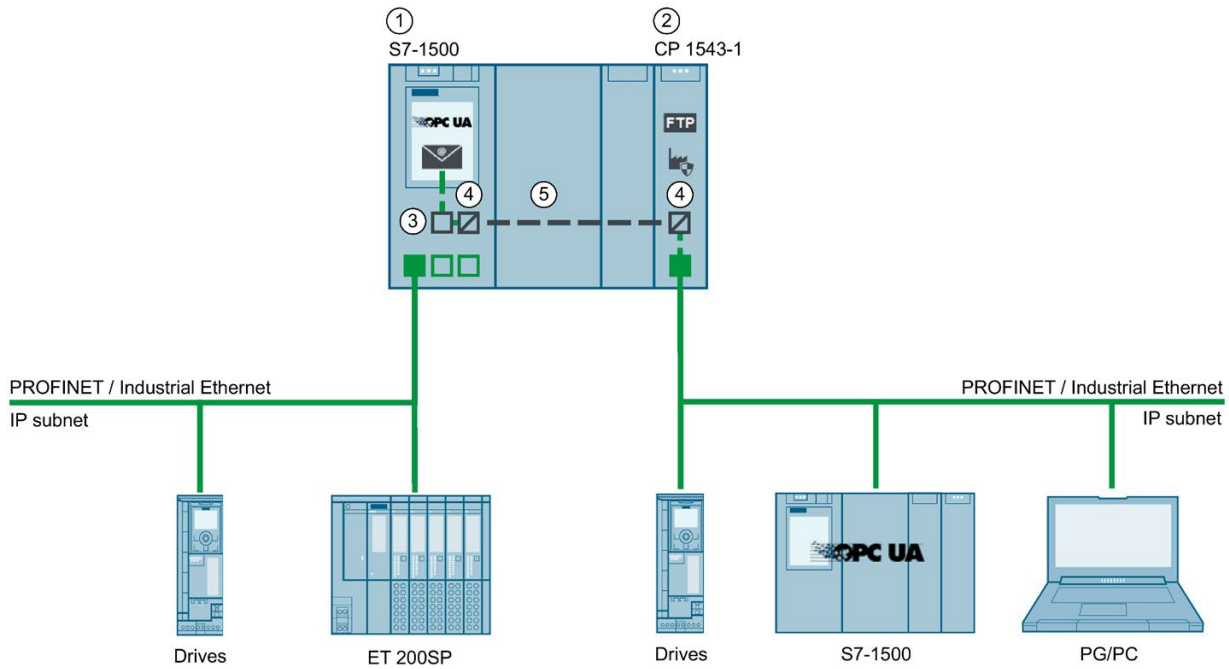 ①
S7-1500
②
CP 1543-1
OPC UA
FTP
@
④
⑤
④
③
PROFINET / Industrial Ethernet
IP subnet
PROFINET / Industrial Ethernet
IP subnet
OPC UA
Drives
ET 200SP
Drives
S7-1500
PG/PC